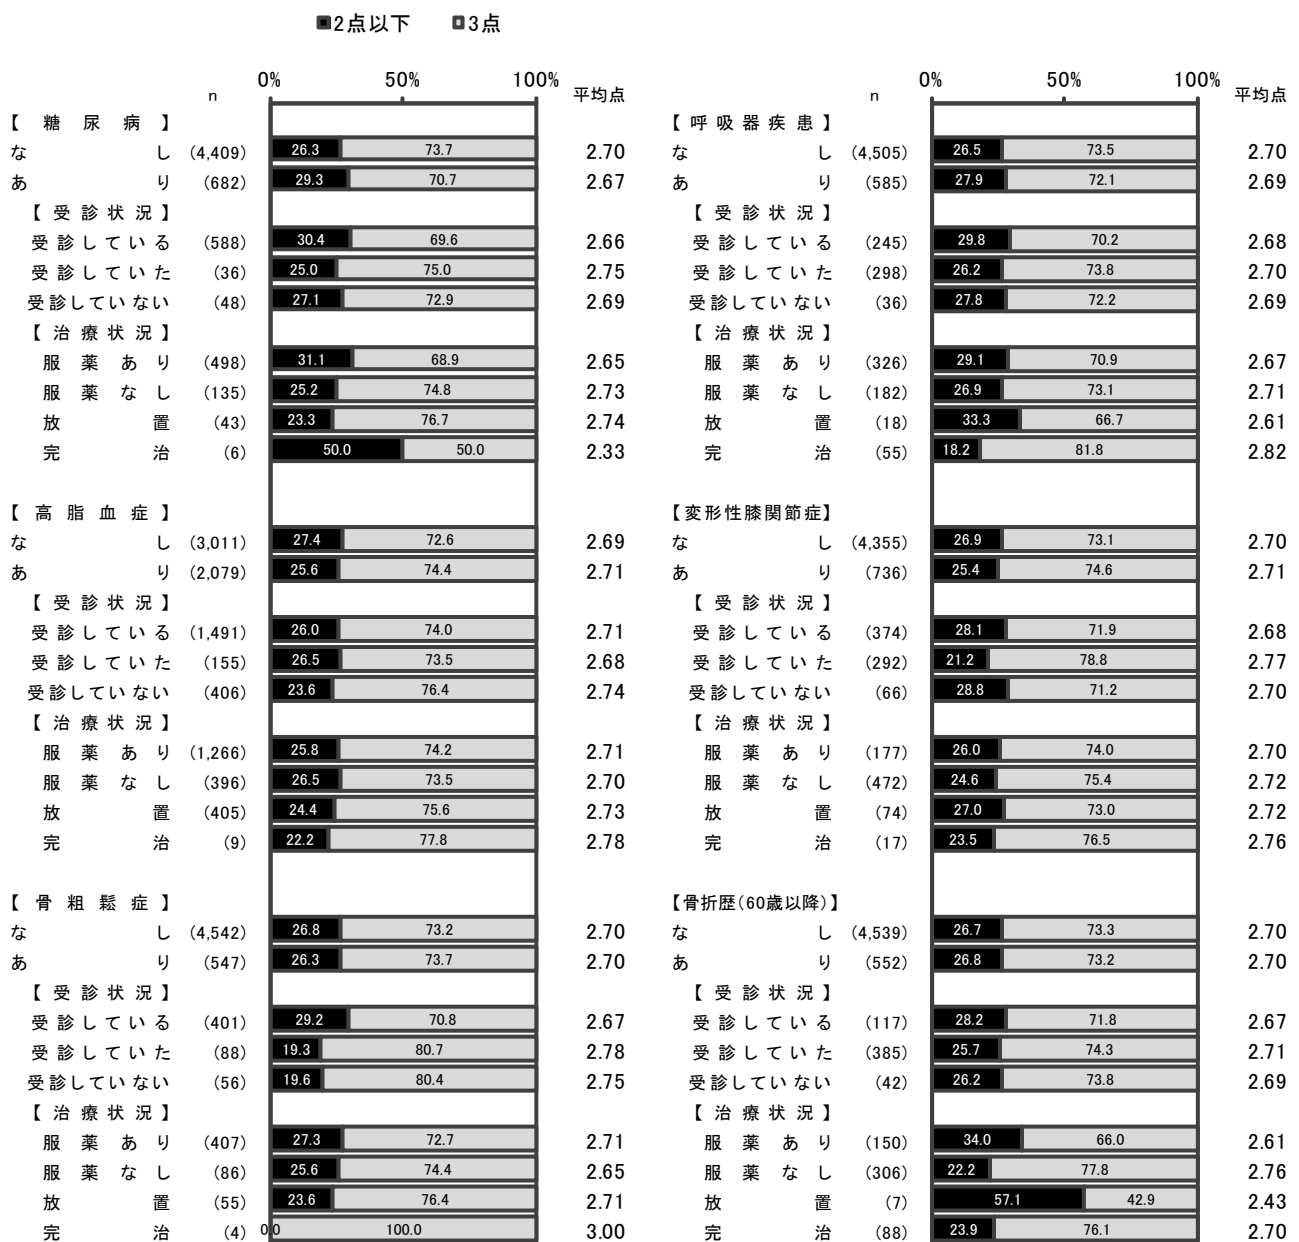 ■2点以下 □3点
0% 50% 100%
n 平均点
【糖尿病】
なし (4,409) 26.3 73.7 2.70
あり (682) 29.3 70.7 2.67
【受診状況】
受診している (588) 30.4 69.6 2.66
受診していた (36) 25.0 75.0 2.75
受診していない (48) 27.1 72.9 2.69
【治療状況】
服薬あり (498) 31.1 68.9 2.65
服薬なし (135) 25.2 74.8 2.73
放置 (43) 23.3 76.7 2.74
完治 (6) 50.0 50.0 2.33
【高脂血症】
なし (3,011) 27.4 72.6 2.69
あり (2,079) 25.6 74.4 2.71
【受診状況】
受診している (1,491) 26.0 74.0 2.71
受診していた (155) 26.5 73.5 2.68
受診していない (406) 23.6 76.4 2.74
【治療状況】
服薬あり (1,266) 25.8 74.2 2.71
服薬なし (396) 26.5 73.5 2.70
放置 (405) 24.4 75.6 2.73
完治 (9) 22.2 77.8 2.78
【骨粗鬆症】
なし (4,542) 26.8 73.2 2.70
あり (547) 26.3 73.7 2.70
【受診状況】
受診している (401) 29.2 70.8 2.67
受診していた (88) 19.3 80.7 2.78
受診していない (56) 19.6 80.4 2.75
【治療状況】
服薬あり (407) 27.3 72.7 2.71
服薬なし (86) 25.6 74.4 2.65
放置 (55) 23.6 76.4 2.71
完治 (4) 0.0 100.0 3.00
0% 50% 100%
n 平均点
【呼吸器疾患】
なし (4,505) 26.5 73.5 2.70
あり (585) 27.9 72.1 2.69
【受診状況】
受診している (245) 29.8 70.2 2.68
受診していた (298) 26.2 73.8 2.70
受診していない (36) 27.8 72.2 2.69
【治療状況】
服薬あり (326) 29.1 70.9 2.67
服薬なし (182) 26.9 73.1 2.71
放置 (18) 33.3 66.7 2.61
完治 (55) 18.2 81.8 2.82
【変形性膝関節症】
なし (4,355) 26.9 73.1 2.70
あり (736) 25.4 74.6 2.71
【受診状況】
受診している (374) 28.1 71.9 2.68
受診していた (292) 21.2 78.8 2.77
受診していない (66) 28.8 71.2 2.70
【治療状況】
服薬あり (177) 26.0 74.0 2.70
服薬なし (472) 24.6 75.4 2.72
放置 (74) 27.0 73.0 2.72
完治 (17) 23.5 76.5 2.76
【骨折歴(60歳以降)】
なし (4,539) 26.7 73.3 2.70
あり (552) 26.8 73.2 2.70
【受診状況】
受診している (117) 28.2 71.8 2.67
受診していた (385) 25.7 74.3 2.71
受診していない (42) 26.2 73.8 2.69
【治療状況】
服薬あり (150) 34.0 66.0 2.61
服薬なし (306) 22.2 77.8 2.76
放置 (7) 57.1 42.9 2.43
完治 (88) 23.9 76.1 2.70